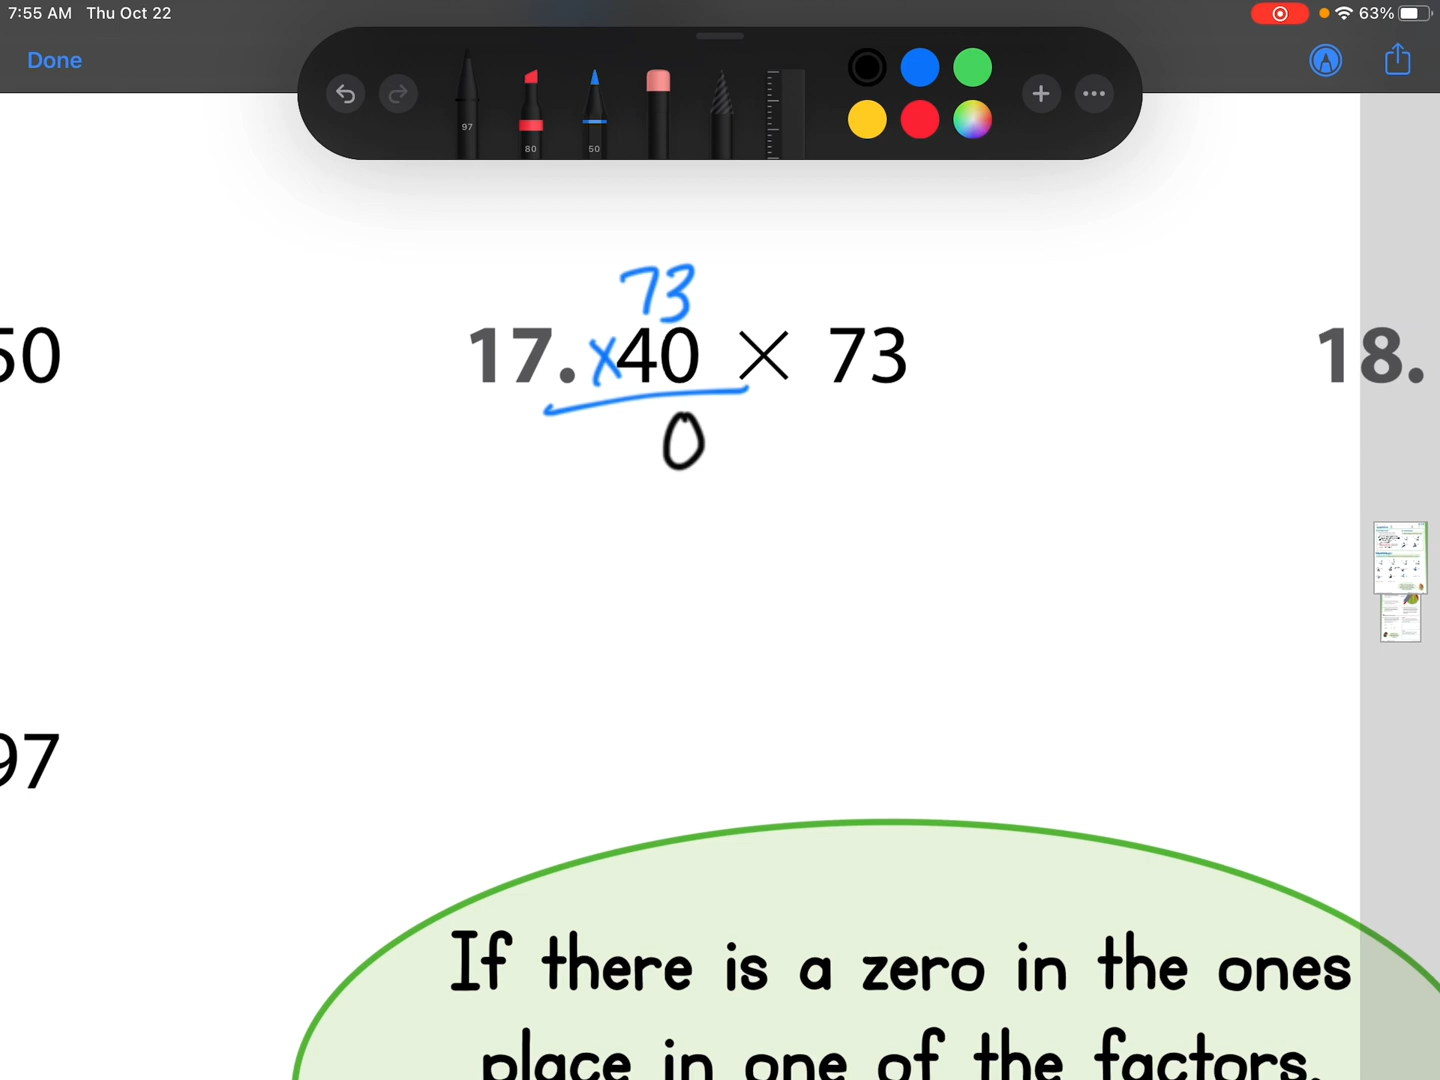 7:55 AM Thu Oct 22
63%
Done
97
80
50
73
50
17. x40 × 73
18.
0
97
If there is a zero in the ones
place in one of the factors,